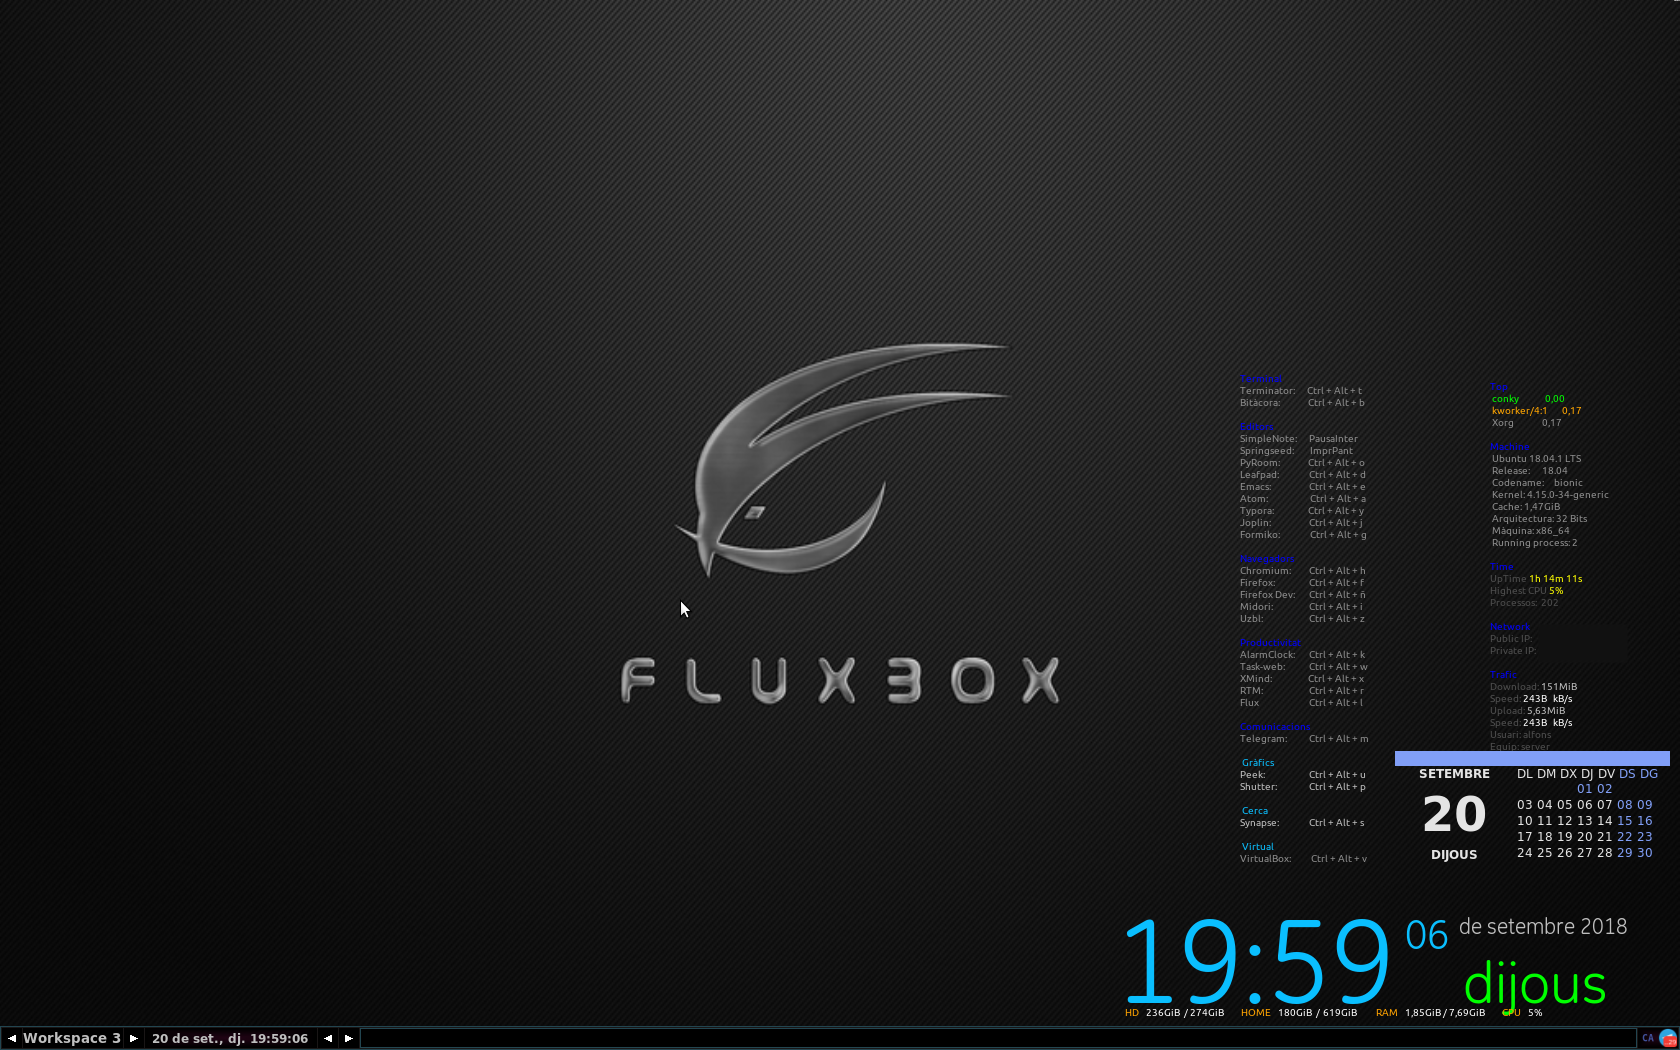 FLUXBOX
Terminator: Ctrl + Alt + t
Bitàcora: Ctrl + Alt + b
SimpleNote: PausaInter
Springseed: ImprPant
PyRoom: Ctrl + Alt + o
Leafpad: Ctrl + Alt + d
Emacs: Ctrl + Alt + e
Atom: Ctrl + Alt + a
Typora: Ctrl + Alt + y
Joplin: Ctrl + Alt + j
Formiko: Ctrl + Alt + g
Chromium: Ctrl + Alt + h
Firefox: Ctrl + Alt + f
Firefox Dev: Ctrl + Alt + ñ
Midori: Ctrl + Alt + i
Uzbl: Ctrl + Alt + z
AlarmClock: Ctrl + Alt + k
Task-web: Ctrl + Alt + w
XMind: Ctrl + Alt + x
RTM: Ctrl + Alt + r
Flux Ctrl + Alt + l
Telegram: Ctrl + Alt + m
Gràfics
Peek: Ctrl + Alt + u
Shutter: Ctrl + Alt + p
Cerca
Synapse: Ctrl + Alt + s
Virtual
VirtualBox: Ctrl + Alt + v
conky 0,00
kworker/4:1 0,17
Xorg 0,17
Ubuntu 18.04.1 LTS
Release: 18.04
Codename: bionic
Kernel: 4.15.0-34-generic
Cache: 1,47GiB
Arquitectura: 32 Bits
Màquina: x86_64
Running process: 2
UpTime 1h 14m 11s
Highest CPU 5%
Processos: 202
Network
Public IP:
Private IP:
Download: 151MiB
Speed: 243B kB/s
Upload: 5,63MiB
Speed: 243B kB/s
Usuari: alfons
Equip: server
SETEMBRE
20
DIJOUS
DL DM DX DJ DV DS DG
01 02
03 04 05 06 07 08 09
10 11 12 13 14 15 16
17 18 19 20 21 22 23
24 25 26 27 28 29 30
19:59 06 de setembre 2018
dijous
HD 236GiB / 274GiB HOME 180GiB / 619GiB RAM 1,85GiB / 7,69GiB CPU 5%
Workspace 3 20 de set., dj. 19:59:06 CA